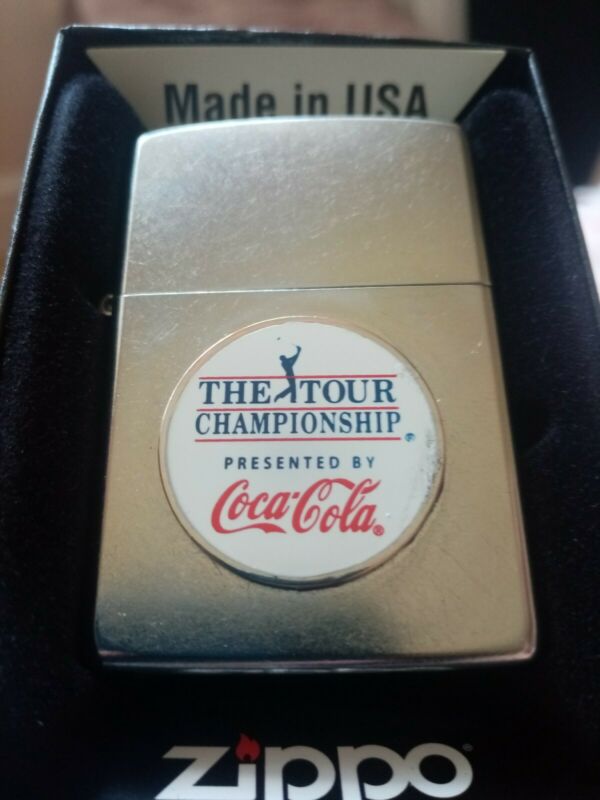 Made in USA
THE TOUR
CHAMPIONSHIP®
PRESENTED BY
Coca-Cola®
zippo®